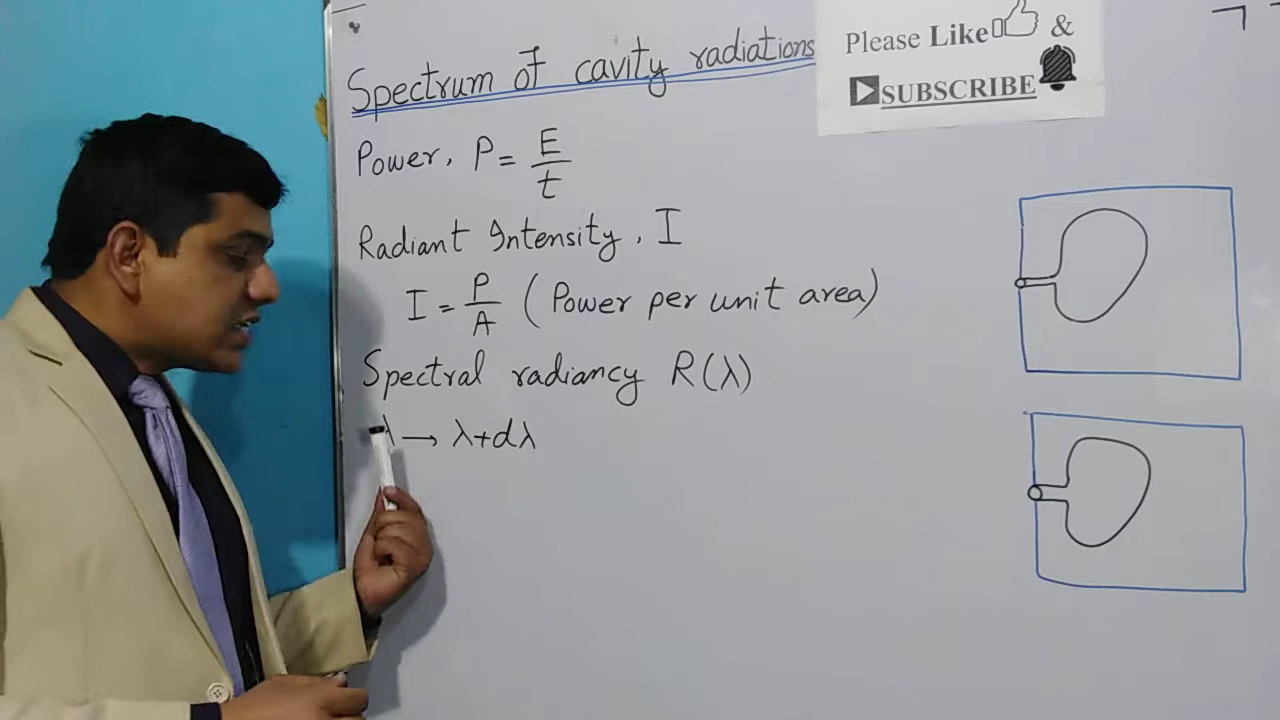 Spectrum of cavity radiations
Please Like &
SUBSCRIBE
Power, P = E/t
Radiant Intensity, I
I = P/A (Power per unit area)
Spectral radiancy R(λ)
λ → λ+dλ